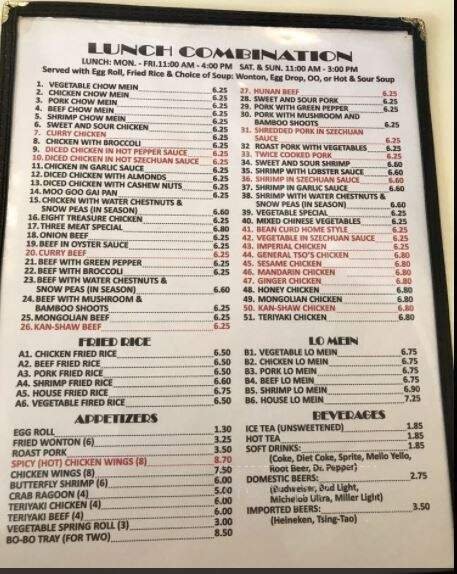 LUNCH COMBINATION
LUNCH: MON. - FRI.11:00 AM - 4:00 PM SAT. & SUN. 11:00 AM - 3:00 PM
Served with Egg Roll, Fried Rice & Choice of Soup: Wonton, Egg Drop, OO, or Hot & Sour Soup
1. VEGETABLE CHOW MEIN 6.25
2. CHICKEN CHOW MEIN 6.25
3. PORK CHOW MEIN 6.25
4. BEEF CHOW MEIN 6.25
5. SHRIMP CHOW MEIN 6.25
6. SWEET AND SOUR CHICKEN 6.25
7. CURRY CHICKEN 6.25
8. CHICKEN WITH BROCCOLI 6.25
9. DICED CHICKEN IN HOT PEPPER SAUCE 6.25
10. DICED CHICKEN IN HOT SZECHUAN SAUCE 6.25
11. CHICKEN IN GARLIC SAUCE 6.25
12. DICED CHICKEN WITH ALMONDS 6.25
13. DICED CHICKEN WITH CASHEW NUTS 6.25
14. MOO GOO GAI PAN 6.25
15. CHICKEN WITH WATER CHESTNUTS &
SNOW PEAS (IN SEASON) 6.60
16. EIGHT TREASURE CHICKEN 6.25
17. THREE MEAT SPECIAL 6.80
18. ONION BEEF 6.25
19. BEEF IN OYSTER SAUCE 6.25
20. CURRY BEEF 6.25
21. BEEF WITH GREEN PEPPER 6.25
22. BEEF WITH BROCCOLI 6.25
23. BEEF WITH WATER CHESTNUTS &
SNOW PEAS (IN SEASON) 6.60
24. BEEF WITH MUSHROOM &
BAMBOO SHOOTS 6.25
25. MONGOLIAN BEEF 6.25
26. KAN-SHAW BEEF 6.25
27. HUNAN BEEF 6.25
28. SWEET AND SOUR PORK 6.25
29. PORK WITH GREEN PEPPER 6.25
30. PORK WITH MUSHROOM AND
BAMBOO SHOOTS 6.25
31. SHREDDED PORK IN SZECHUAN
SAUCE 6.25
32 ROAST PORK WITH VEGETABLES 6.25
33. TWICE COOKED PORK 6.25
34. SWEET AND SOUR SHRIMP 6.60
35. SHRIMP WITH LOBSTER SAUCE 6.60
36. SHRIMP IN SZECHUAN SAUCE 6.60
37. SHRIMP IN GARLIC SAUCE 6.60
38. SHRIMP WITH WATER CHESTNUTS &
SNOW PEAS (IN SEASON) 6.60
39. VEGETABLE SPECIAL 6.25
40. MIXED CHINESE VEGETABLES 6.25
41. BEAN CURD HOME STYLE 6.25
42. VEGETABLE IN SZECHUAN SAUCE 6.25
43. IMPERIAL CHICKEN 6.25
44. GENERAL TSO'S CHICKEN 6.80
45. SESAME CHICKEN 6.80
46. MANDARIN CHICKEN 6.80
47. GINGER CHICKEN 6.80
48. HONEY CHICKEN 6.80
49. MONGOLIAN CHICKEN 6.80
50. KAN-SHAW CHICKEN 6.80
51. TERIYAKI CHICKEN 6.80
FRIED RICE
A1. CHICKEN FRIED RICE 6.50
A2. BEEF FRIED RICE 6.50
A3. PORK FRIED RICE 6.50
A4. SHRIMP FRIED RICE 6.60
A5. HOUSE FRIED RICE 6.75
A6. VEGETABLE FIRED RICE 6.50
LO MEIN
B1. VEGETABLE LO MEIN 6.75
B2. CHICKEN LO MEIN 6.75
B3. PORK LO MEIN 6.75
B4. BEEF LO MEIN 6.75
B5. SHRIMP LO MEIN 6.90
B6. HOUSE LO MEIN 7.25
APPETIZERS
EGG ROLL 1.30
FRIED WONTON (6) 3.25
ROAST PORK 3.50
SPICY (HOT) CHICKEN WINGS (8) 8.70
CHICKEN WINGS (8) 7.50
BUTTERFLY SHRIMP (6) 6.00
CRAB RAGOON (4) 5.00
TERIYAKI CHICKEN (4) 6.00
TERIYAKI BEEF (4) 6.00
VEGETABLE SPRING ROLL (3) 3.00
BO-BO TRAY (FOR TWO) 8.50
BEVERAGES
ICE TEA (UNSWEETENED) 1.85
HOT TEA 1.85
SOFT DRINKS: 1.85
(Coke, Diet Coke, Sprite, Mello Yello,
Root Beer, Dr. Pepper)
DOMESTIC BEERS: 2.75
(Budweiser, Bud Light,
Michelob Ultra, Miller Light)
IMPORTED BEERS: 3.50
(Heineken, Tsing-Tao)